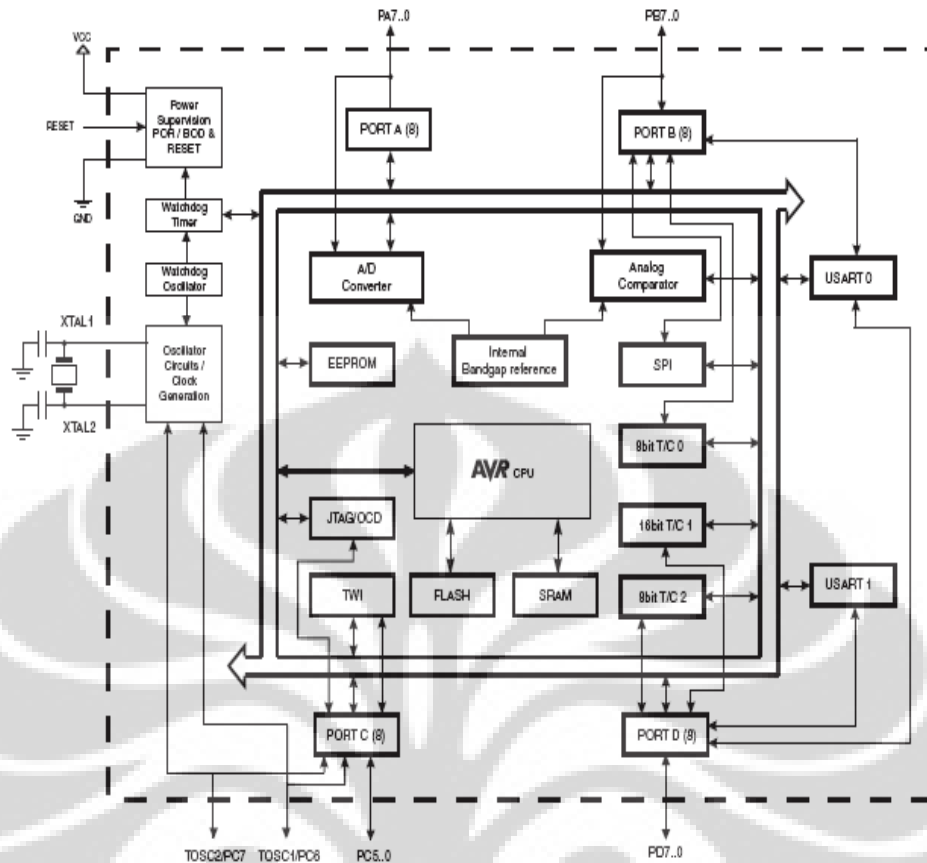 PA7..0
PB7..0
VCC
RESET
GND
Power
Supervision
POR / BOD &
RESET
PORT A (8)
PORT B (8)
Watchdog
Timer
Watchdog
Oscillator
A/D
Converter
Analog
Comparator
USART 0
XTAL1
XTAL2
Oscillator
Circuits /
Clock
Generation
EEPROM
Internal
Bandgap reference
SPI
AVR CPU
8bit T/C 0
JTAG/OCD
16bit T/C 1
TWI
FLASH
SRAM
8bit T/C 2
USART 1
PORT C (8)
PORT D (8)
TOSC2/PC7
TOSC1/PC6
PC5..0
PD7..0